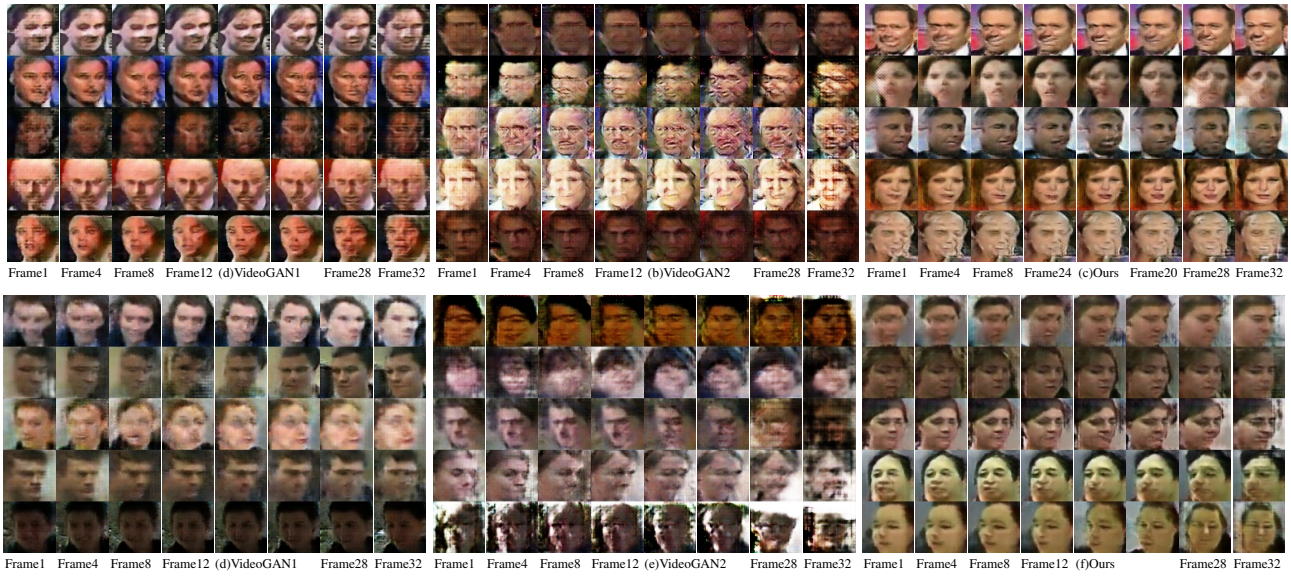 Frame1 Frame4 Frame8 Frame12 (d)VideoGAN1 Frame28 Frame32
Frame1 Frame4 Frame8 Frame12 (b)VideoGAN2 Frame28 Frame32
Frame1 Frame4 Frame8 Frame24 (c)Ours Frame20 Frame28 Frame32
Frame1 Frame4 Frame8 Frame12 (d)VideoGAN1 Frame28 Frame32
Frame1 Frame4 Frame8 Frame12 (e)VideoGAN2 Frame28 Frame32
Frame1 Frame4 Frame8 Frame12 (f)Ours Frame28 Frame32